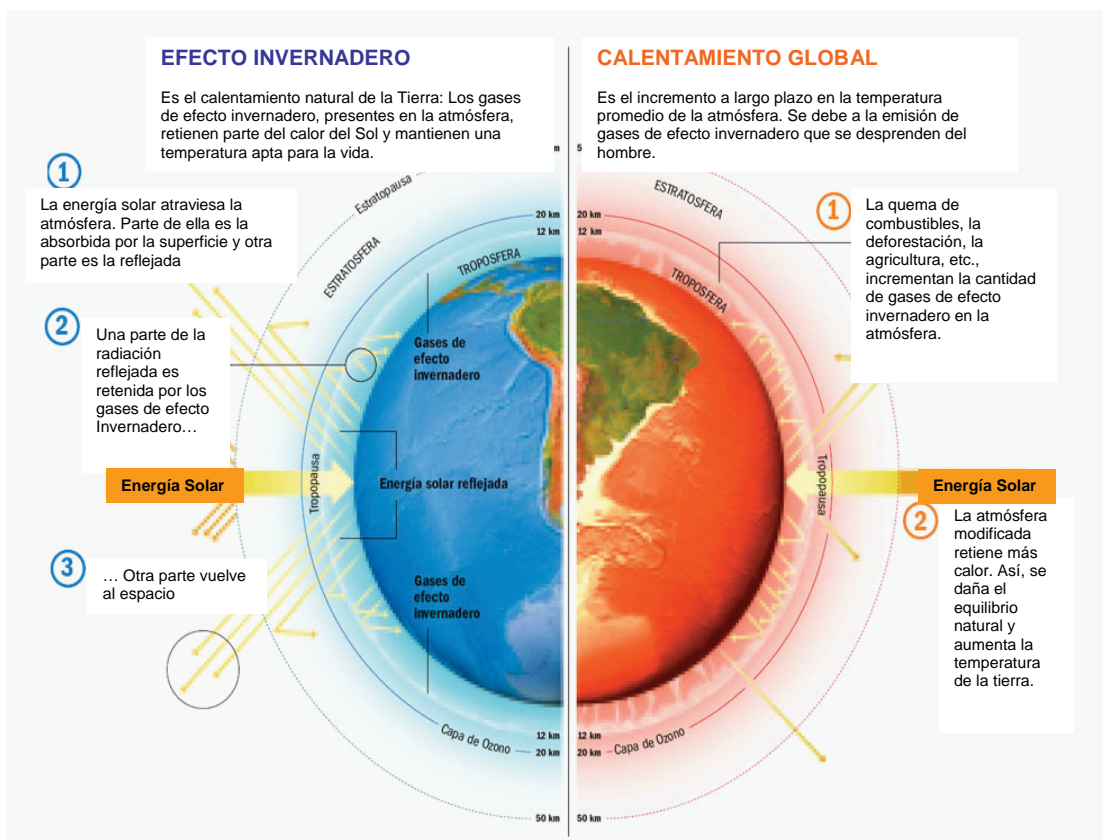 EFECTO INVERNADERO
Es el calentamiento natural de la Tierra: Los gases
de efecto invernadero, presentes en la atmósfera,
retienen parte del calor del Sol y mantienen una
temperatura apta para la vida.
1
La energía solar atraviesa la
atmósfera. Parte de ella es la
absorbida por la superficie y otra
parte es la reflejada
2
Una parte de la
radiación
reflejada es
retenida por los
gases de efecto
Invernadero…
Energía Solar
3
… Otra parte vuelve
al espacio
Estratopausa
ESTRATOSFERA
TROPOSFERA
20 km
12 km
Gases de
efecto
invernadero
Tropopausa
Energía solar reflejada
Gases de
efecto
invernadero
Capa de Ozono
12 km
20 km
50 km
CALENTAMIENTO GLOBAL
Es el incremento a largo plazo en la temperatura
promedio de la atmósfera. Se debe a la emisión de
gases de efecto invernadero que se desprenden del
hombre.
ESTRATOSFERA
20 km
12 km
TROPOSFERA
1
La quema de
combustibles, la
deforestación, la
agricultura, etc.,
incrementan la cantidad
de gases de efecto
invernadero en la
atmósfera.
Tropopausa
Energía Solar
2
La atmósfera
modificada
retiene más
calor. Así, se
daña el
equilibrio
natural y
aumenta la
temperatura
de la tierra.
12 km
20 km
Capa de Ozono
50 km